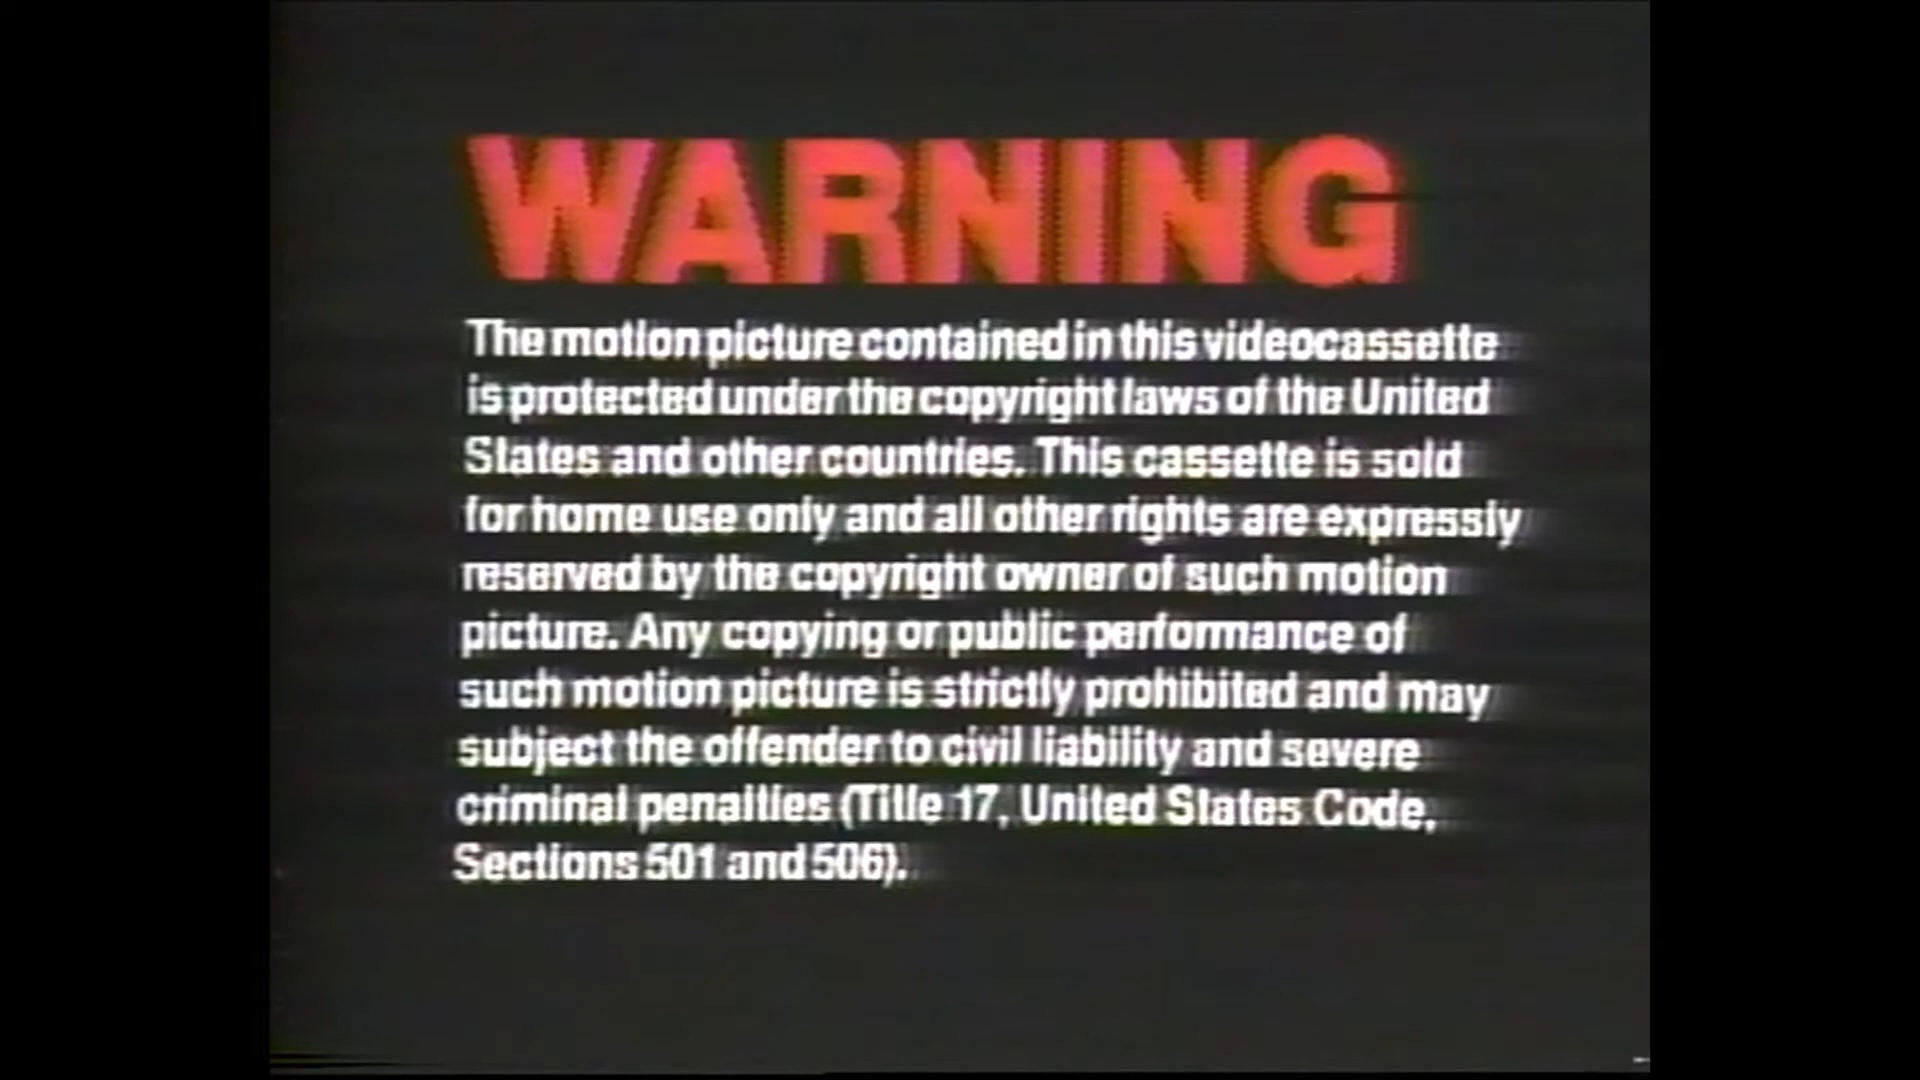 WARNING
The motion picture contained in this videocassette
is protected under the copyright laws of the United
States and other countries. This cassette is sold
for home use only and all other rights are expressly
reserved by the copyright owner of such motion
picture. Any copying or public performance of
such motion picture is strictly prohibited and may
subject the offender to civil liability and severe
criminal penalties (Title 17, United States Code,
Sections 501 and 506).